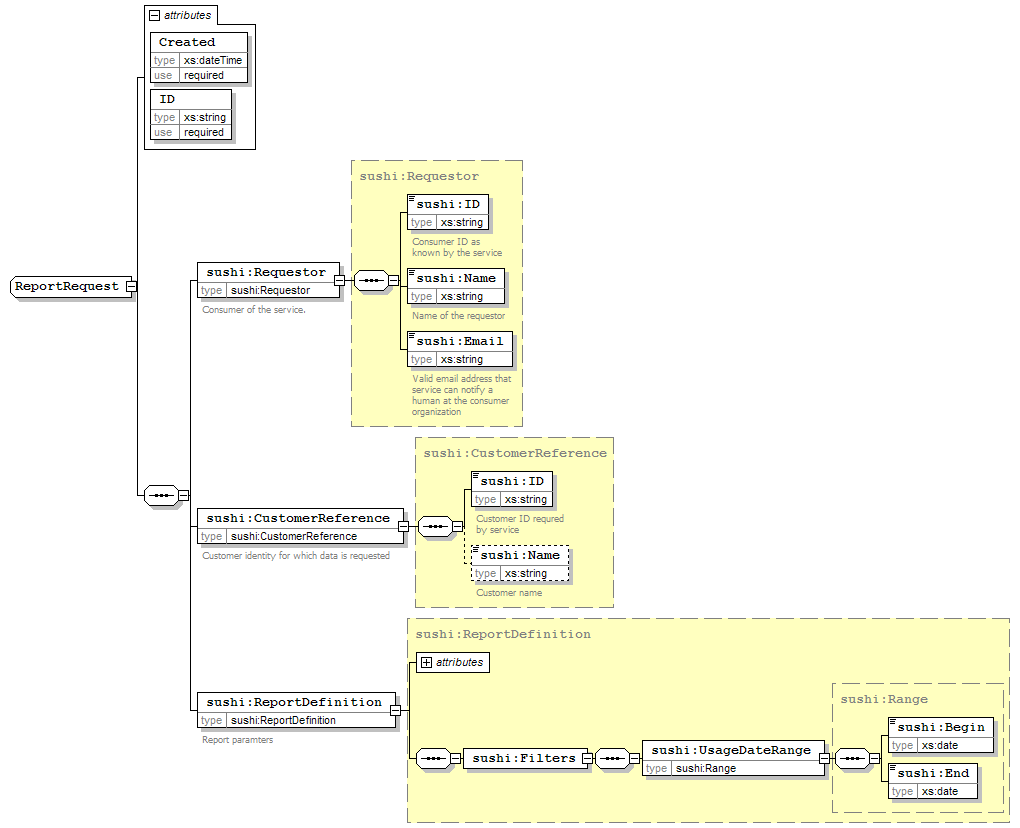 attributes
Created
type xs:dateTime
use required
ID
type xs:string
use required
ReportRequest
sushi:Requestor
type sushi:Requestor
Consumer of the service.
sushi:Requestor
sushi:ID
type xs:string
Consumer ID as
known by the service
sushi:Name
type xs:string
Name of the requestor
sushi:Email
type xs:string
Valid email address that
service can notify a
human at the consumer
organization
sushi:CustomerReference
type sushi:CustomerReference
Customer identity for which data is requested
sushi:CustomerReference
sushi:ID
type xs:string
Customer ID requred
by service
sushi:Name
type xs:string
Customer name
sushi:ReportDefinition
type sushi:ReportDefinition
Report paramters
sushi:ReportDefinition
attributes
sushi:Filters
sushi:UsageDateRange
type sushi:Range
sushi:Range
sushi:Begin
type xs:date
sushi:End
type xs:date